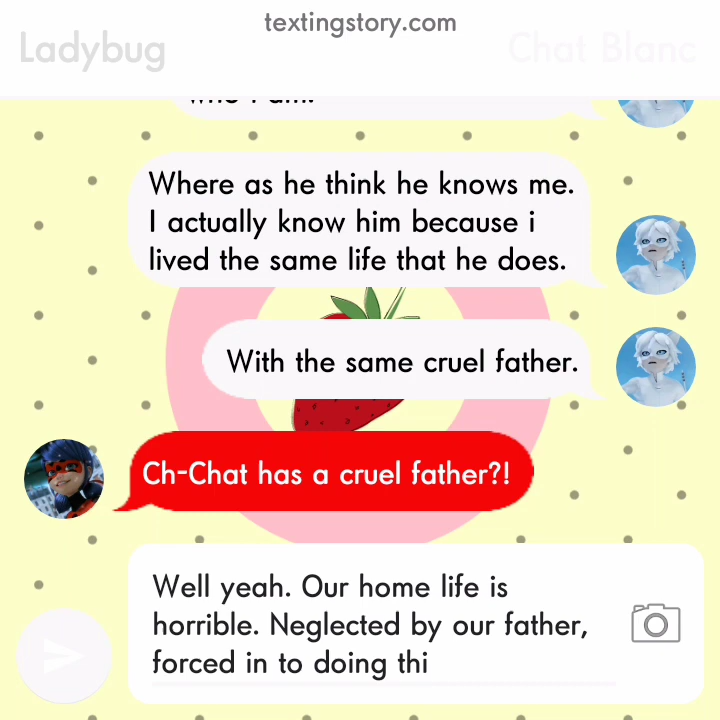 textingstory.com
Ladybug
Chat Blanc
who I am.
Where as he think he knows me.
I actually know him because i
lived the same life that he does.
With the same cruel father.
Ch-Chat has a cruel father?!
Well yeah. Our home life is
horrible. Neglected by our father,
forced in to doing thi